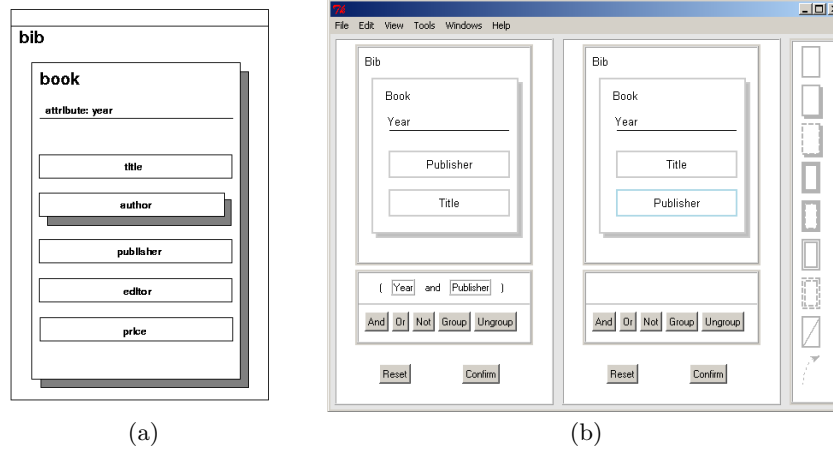 bib
book
attribute: year
title
author
publisher
editor
price
(a)
File Edit View Tools Windows Help
Bib
Book
Year
Publisher
Title
( Year and Publisher )
And Or Not Group Ungroup
Reset Confirm
Bib
Book
Year
Title
Publisher
And Or Not Group Ungroup
Reset Confirm
(b)